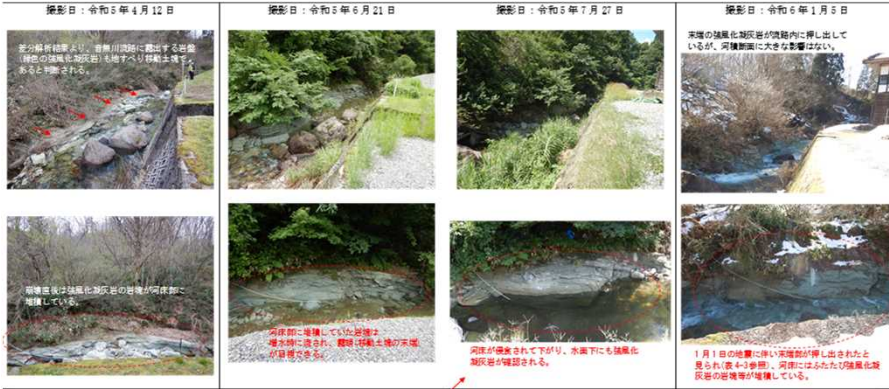 撮影日：令和5年4月12日
撮影日：令和5年6月21日
撮影日：令和5年7月27日
撮影日：令和6年1月5日
差分解析結果より、音無川流路に露出する岩盤
（緑色の強風化凝灰岩）も地すべり移動土塊で
あると判断される。
末端の強風化凝灰岩が流路内に押し出して
いるが、河積断面に大きな影響はない。
崩壊直後は強風化凝灰岩の岩塊が河床部に
堆積している。
河床部に堆積していた岩塊は
増水時に流され、露頭（移動土塊の末端）
が目視できる。
河床が侵食されて下がり、水面下にも強風化
凝灰岩が確認される。
1月1日の地震に伴い末端部が押し出されたと
見られ（表4-3参照）、河床にはふたたび強風化凝
灰岩の岩塊等が堆積している。